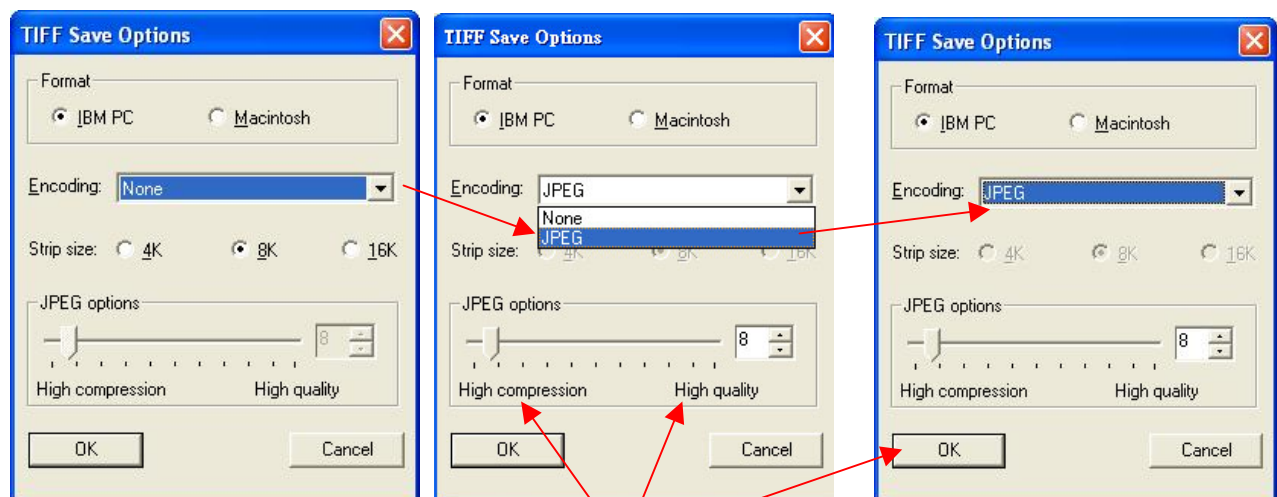 TIFF Save Options
Format
IBM PC Macintosh
Encoding: None
Strip size: 4K 8K 16K
JPEG options
8
High compression High quality
OK Cancel
TIFF Save Options
Format
IBM PC Macintosh
Encoding: JPEG
None
JPEG
Strip size: 4K 8K 16K
JPEG options
8
High compression High quality
OK Cancel
TIFF Save Options
Format
IBM PC Macintosh
Encoding: JPEG
Strip size: 4K 8K 16K
JPEG options
8
High compression High quality
OK Cancel